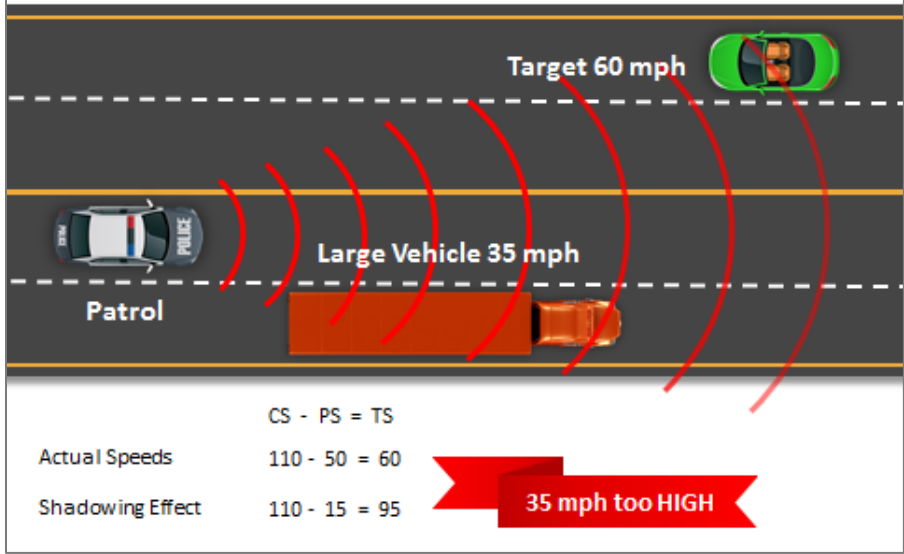 Target 60 mph
POLICE
POLICE
Large Vehicle 35 mph
Patrol
CS - PS = TS
Actual Speeds 110 - 50 = 60
Shadowing Effect 110 - 15 = 95
35 mph too HIGH